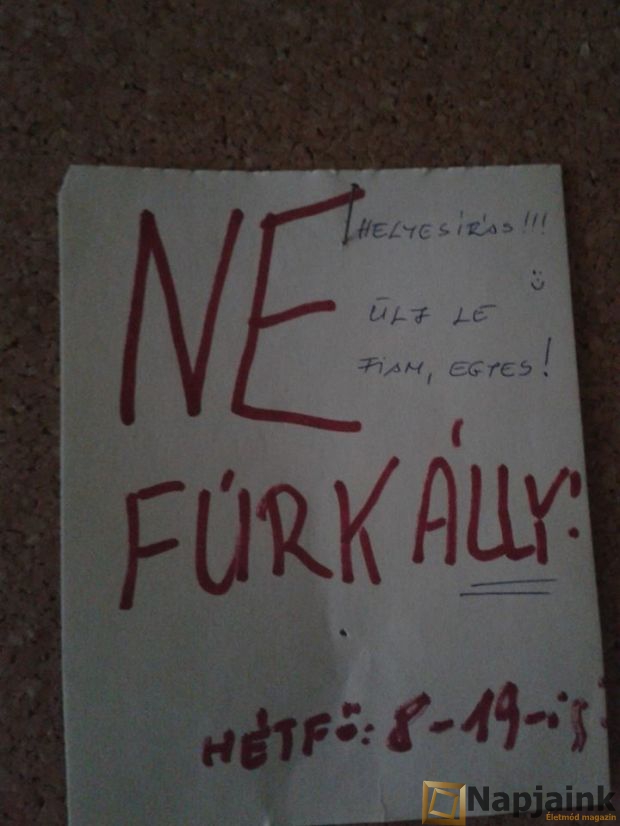 NE
HELYESÍRÁS!!!
ÜLJ LE
FIAM, EGYES!
FÚRKÁLLY!
HÉTFŐ: 8-19-ig
Napjaink
Életmód magazin